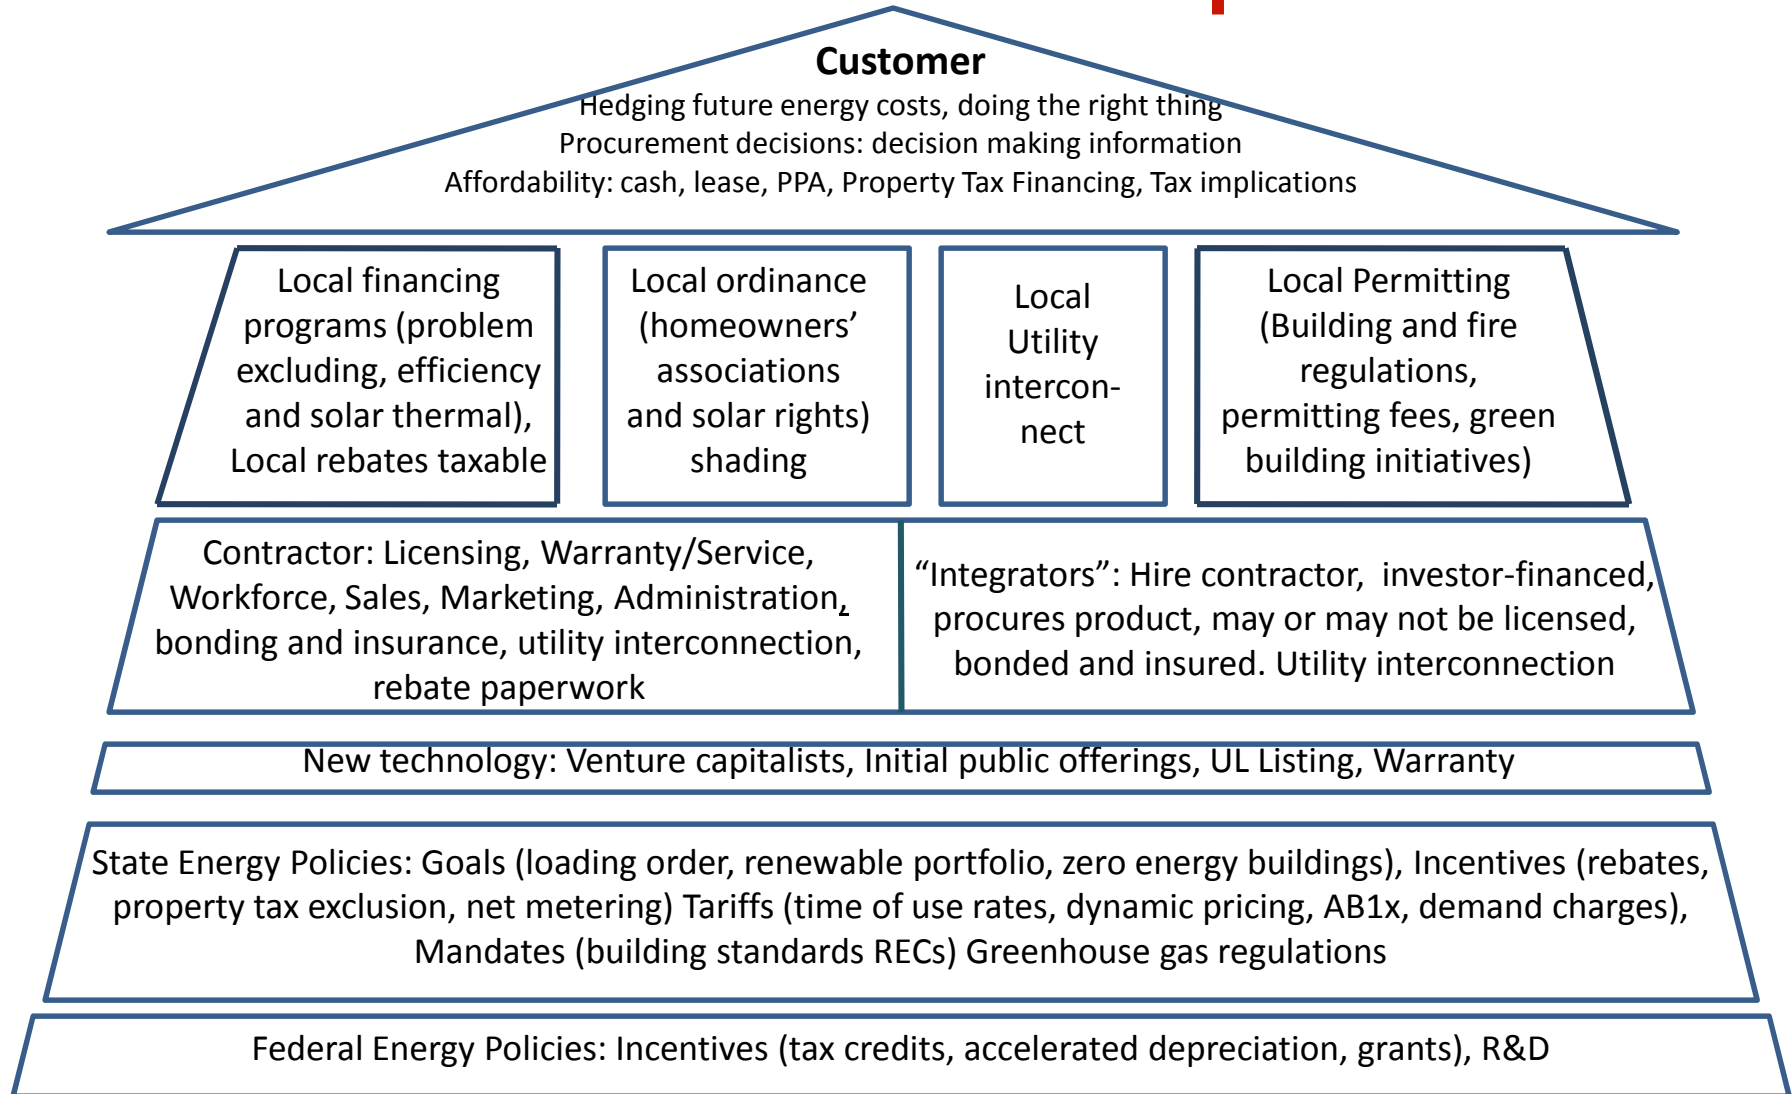 Customer
Hedging future energy costs, doing the right thing
Procurement decisions: decision making information
Affordability: cash, lease, PPA, Property Tax Financing, Tax implications
Local financing
programs (problem
excluding, efficiency
and solar thermal),
Local rebates taxable
Local ordinance
(homeowners’
associations
and solar rights)
shading
Local
Utility
intercon-
nect
Local Permitting
(Building and fire
regulations,
permitting fees, green
building initiatives)
Contractor: Licensing, Warranty/Service,
Workforce, Sales, Marketing, Administration,
bonding and insurance, utility interconnection,
rebate paperwork
“Integrators”: Hire contractor,  investor-financed,
procures product, may or may not be licensed,
bonded and insured. Utility interconnection
New technology: Venture capitalists, Initial public offerings, UL Listing, Warranty
State Energy Policies: Goals (loading order, renewable portfolio, zero energy buildings), Incentives (rebates,
property tax exclusion, net metering) Tariffs (time of use rates, dynamic pricing, AB1x, demand charges),
Mandates (building standards RECs) Greenhouse gas regulations
Federal Energy Policies: Incentives (tax credits, accelerated depreciation, grants), R&D